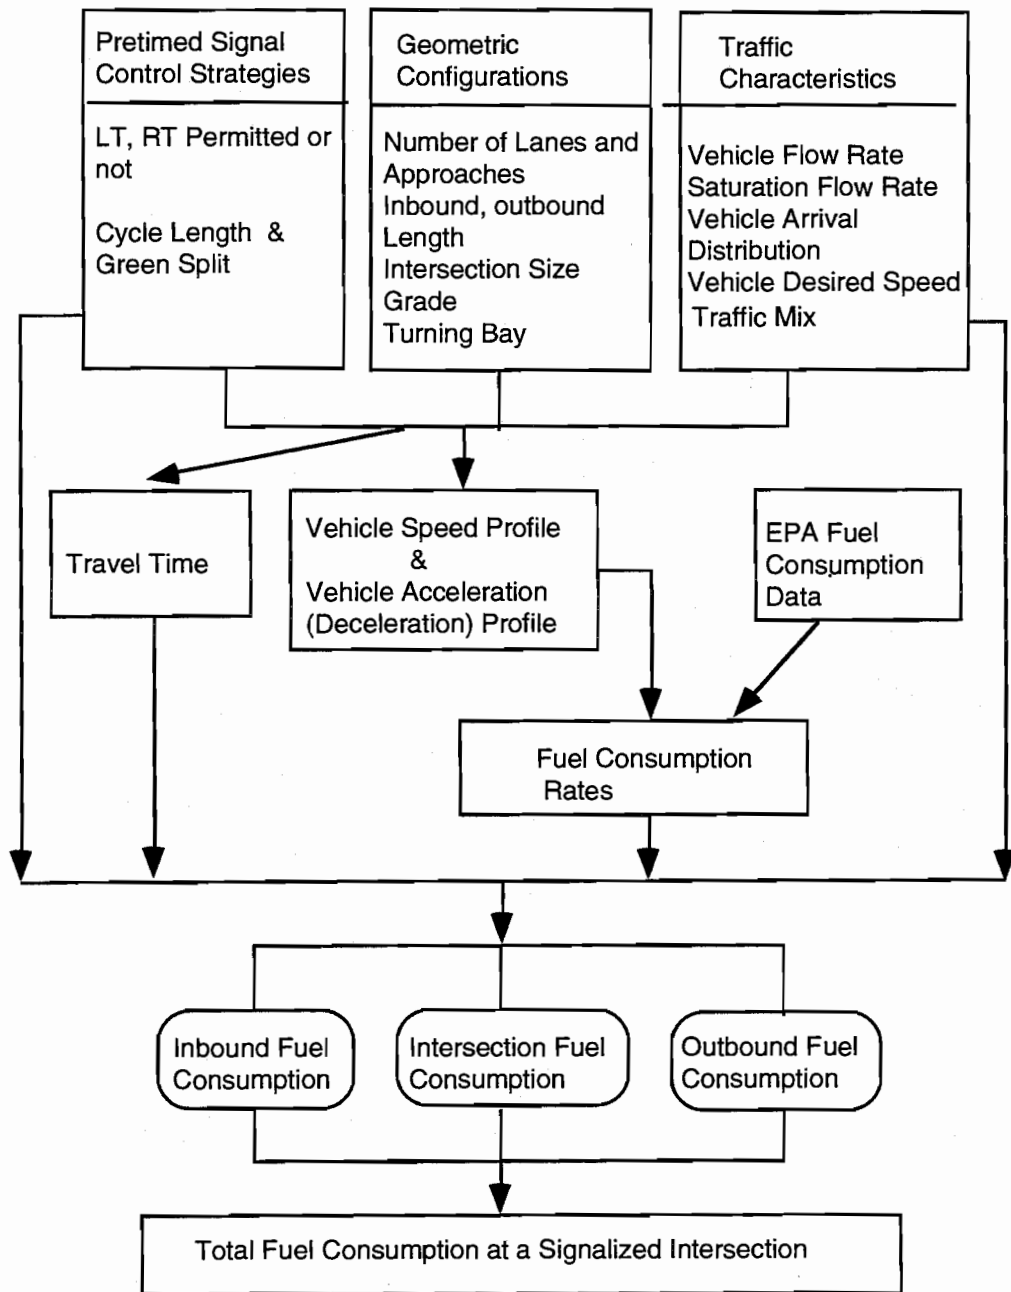 Pretimed Signal
Control Strategies
LT, RT Permitted or
not
Cycle Length &
Green Split
Geometric
Configurations
Number of Lanes and
Approaches
Inbound, outbound
Length
Intersection Size
Grade
Turning Bay
Traffic
Characteristics
Vehicle Flow Rate
Saturation Flow Rate
Vehicle Arrival
Distribution
Vehicle Desired Speed
Traffic Mix
Travel Time
Vehicle Speed Profile
&
Vehicle Acceleration
(Deceleration) Profile
EPA Fuel
Consumption
Data
Fuel Consumption
Rates
Inbound Fuel
Consumption
Intersection Fuel
Consumption
Outbound Fuel
Consumption
Total Fuel Consumption at a Signalized Intersection